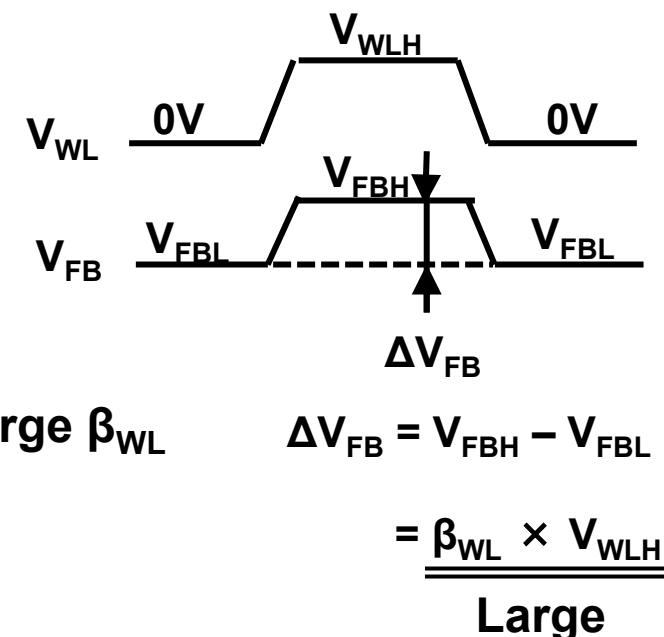 V_WLH
V_WL 0V 0V
V_FBH
V_FB V_FBL V_FBL
ΔV_FB
rge β_WL ΔV_FB = V_FBH – V_FBL
= β_WL × V_WLH
Large